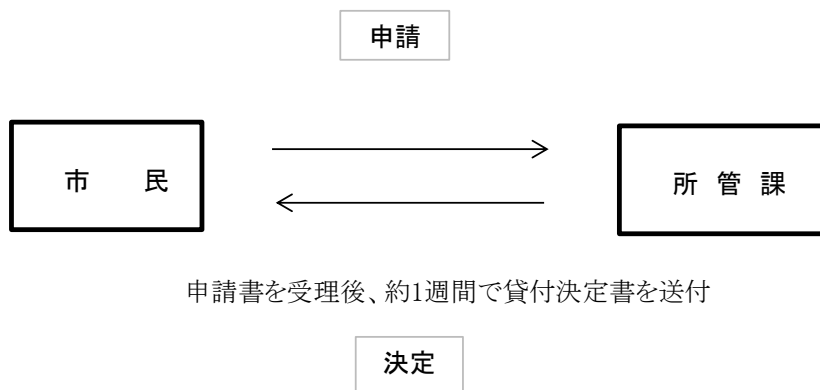 申請
市　　民
所 管 課
申請書を受理後、約1週間で貸付決定書を送付
決定